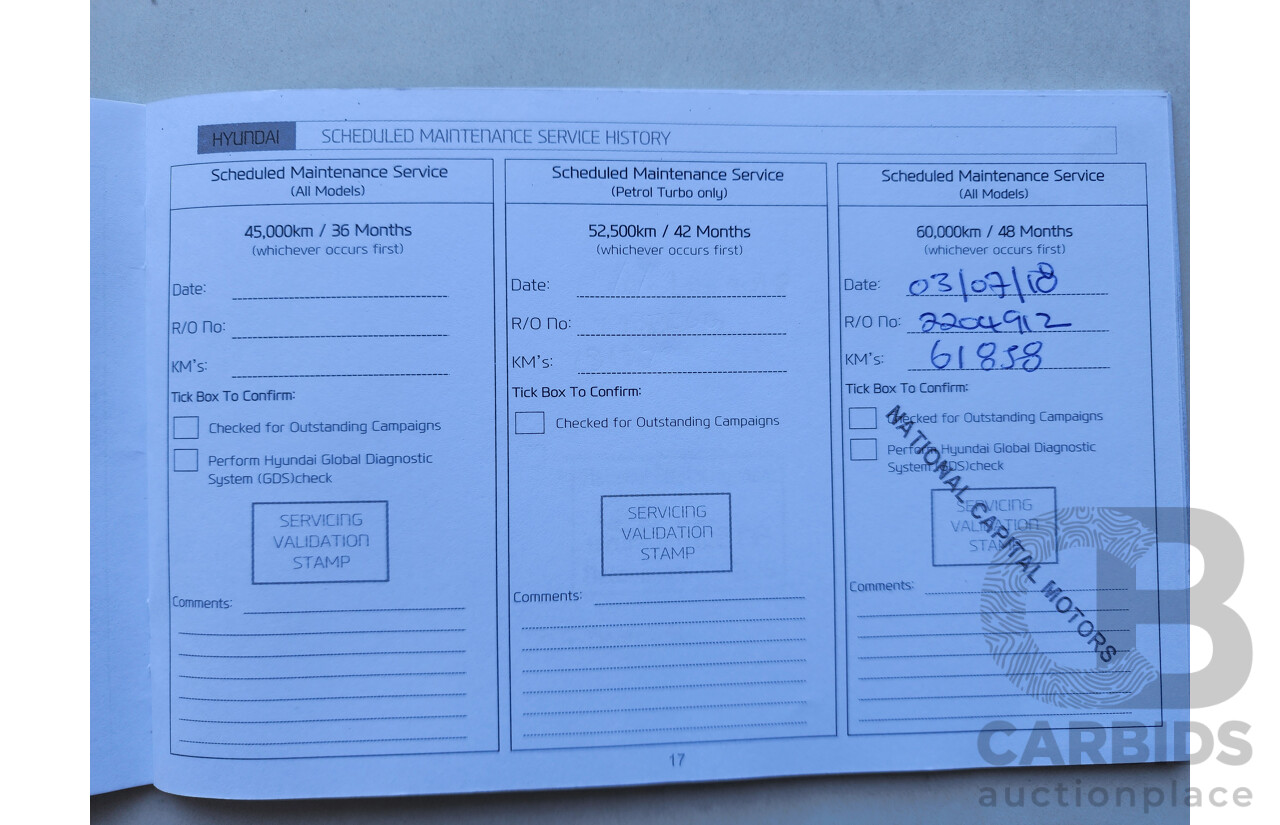 HYUNDAI SCHEDULED MAINTENANCE SERVICE HISTORY
Scheduled Maintenance Service
(All Models)
45,000km / 36 Months
(whichever occurs first)
Date:
R/O No:
KM's:
Tick Box To Confirm:
Checked for Outstanding Campaigns
Perform Hyundai Global Diagnostic
System (GDS)check
SERVICING
VALIDATION
STAMP
Comments:
Scheduled Maintenance Service
(Petrol Turbo only)
52,500km / 42 Months
(whichever occurs first)
Date:
R/O No:
KM's:
Tick Box To Confirm:
Checked for Outstanding Campaigns
SERVICING
VALIDATION
STAMP
Comments:
Scheduled Maintenance Service
(All Models)
60,000km / 48 Months
(whichever occurs first)
Date: 03/07/18
R/O No: 2204912
KM's: 61858
Tick Box To Confirm:
Checked for Outstanding Campaigns
Perform Hyundai Global Diagnostic
System (GDS)check
SERVICING
VALIDATION
STAMP
NATIONAL CAPITAL MOTORS
Comments:
17
CB
CARBIDS
auctionplace